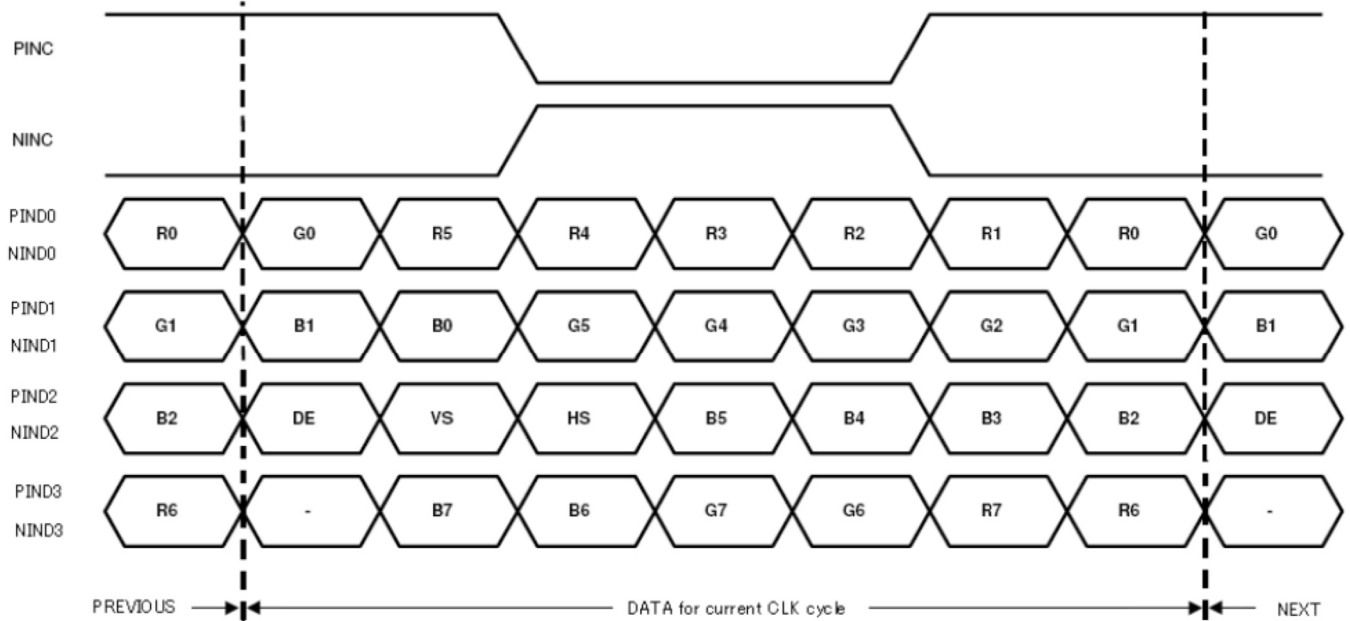 PINC
NINC
PIND0
R0 G0 R5 R4 R3 R2 R1 R0 G0
NIND0
PIND1
G1 B1 B0 G5 G4 G3 G2 G1 B1
NIND1
PIND2
B2 DE VS HS B5 B4 B3 B2 DE
NIND2
PIND3
R6 - B7 B6 G7 G6 R7 R6 -
NIND3
PREVIOUS DATA for current CLK cycle NEXT